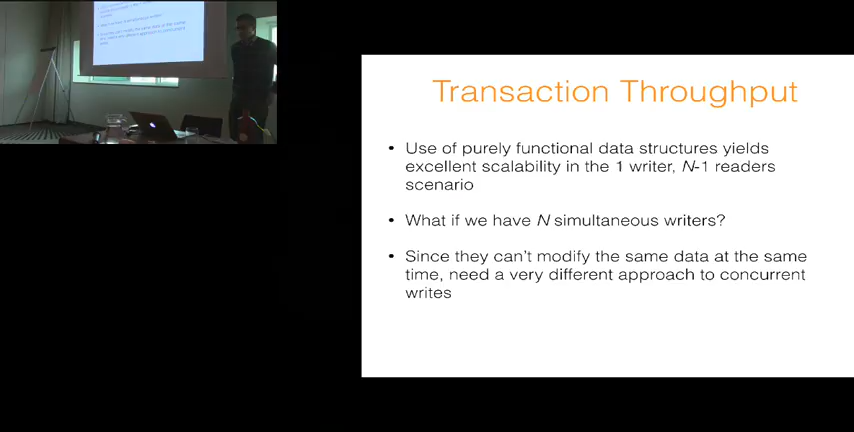 Transaction Throughput
• Use of purely functional data structures yields
excellent scalability in the 1 writer, N-1 readers
scenario
• What if we have N simultaneous writers?
• Since they can't modify the same data at the same
time, need a very different approach to concurrent
writes